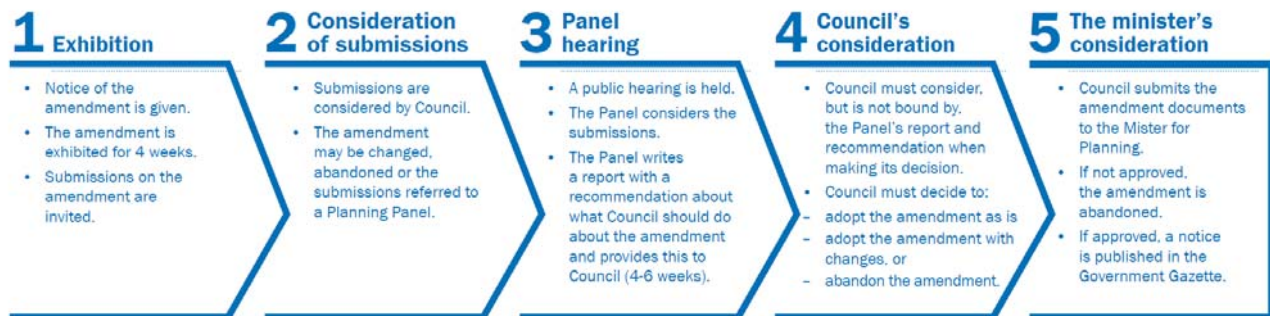 1 Exhibition
• Notice of the
amendment is given.
• The amendment is
exhibited for 4 weeks.
• Submissions on the
amendment are
invited.
2 Consideration
of submissions
• Submissions are
considered by Council.
• The amendment
may be changed,
abandoned or the
submissions referred to
a Planning Panel.
3 Panel
hearing
• A public hearing is held.
• The Panel considers the
submissions.
• The Panel writes
a report with a
recommendation about
what Council should do
about the amendment
and provides this to
Council (4-6 weeks).
4 Council's
consideration
• Council must consider,
but is not bound by,
the Panel's report and
recommendation when
making its decision.
• Council must decide to:
– adopt the amendment as is
– adopt the amendment with
changes, or
– abandon the amendment.
5 The minister's
consideration
• Council submits the
amendment documents
to the Mister for
Planning.
• If not approved,
the amendment is
abandoned.
• If approved, a notice
is published in the
Government Gazette.